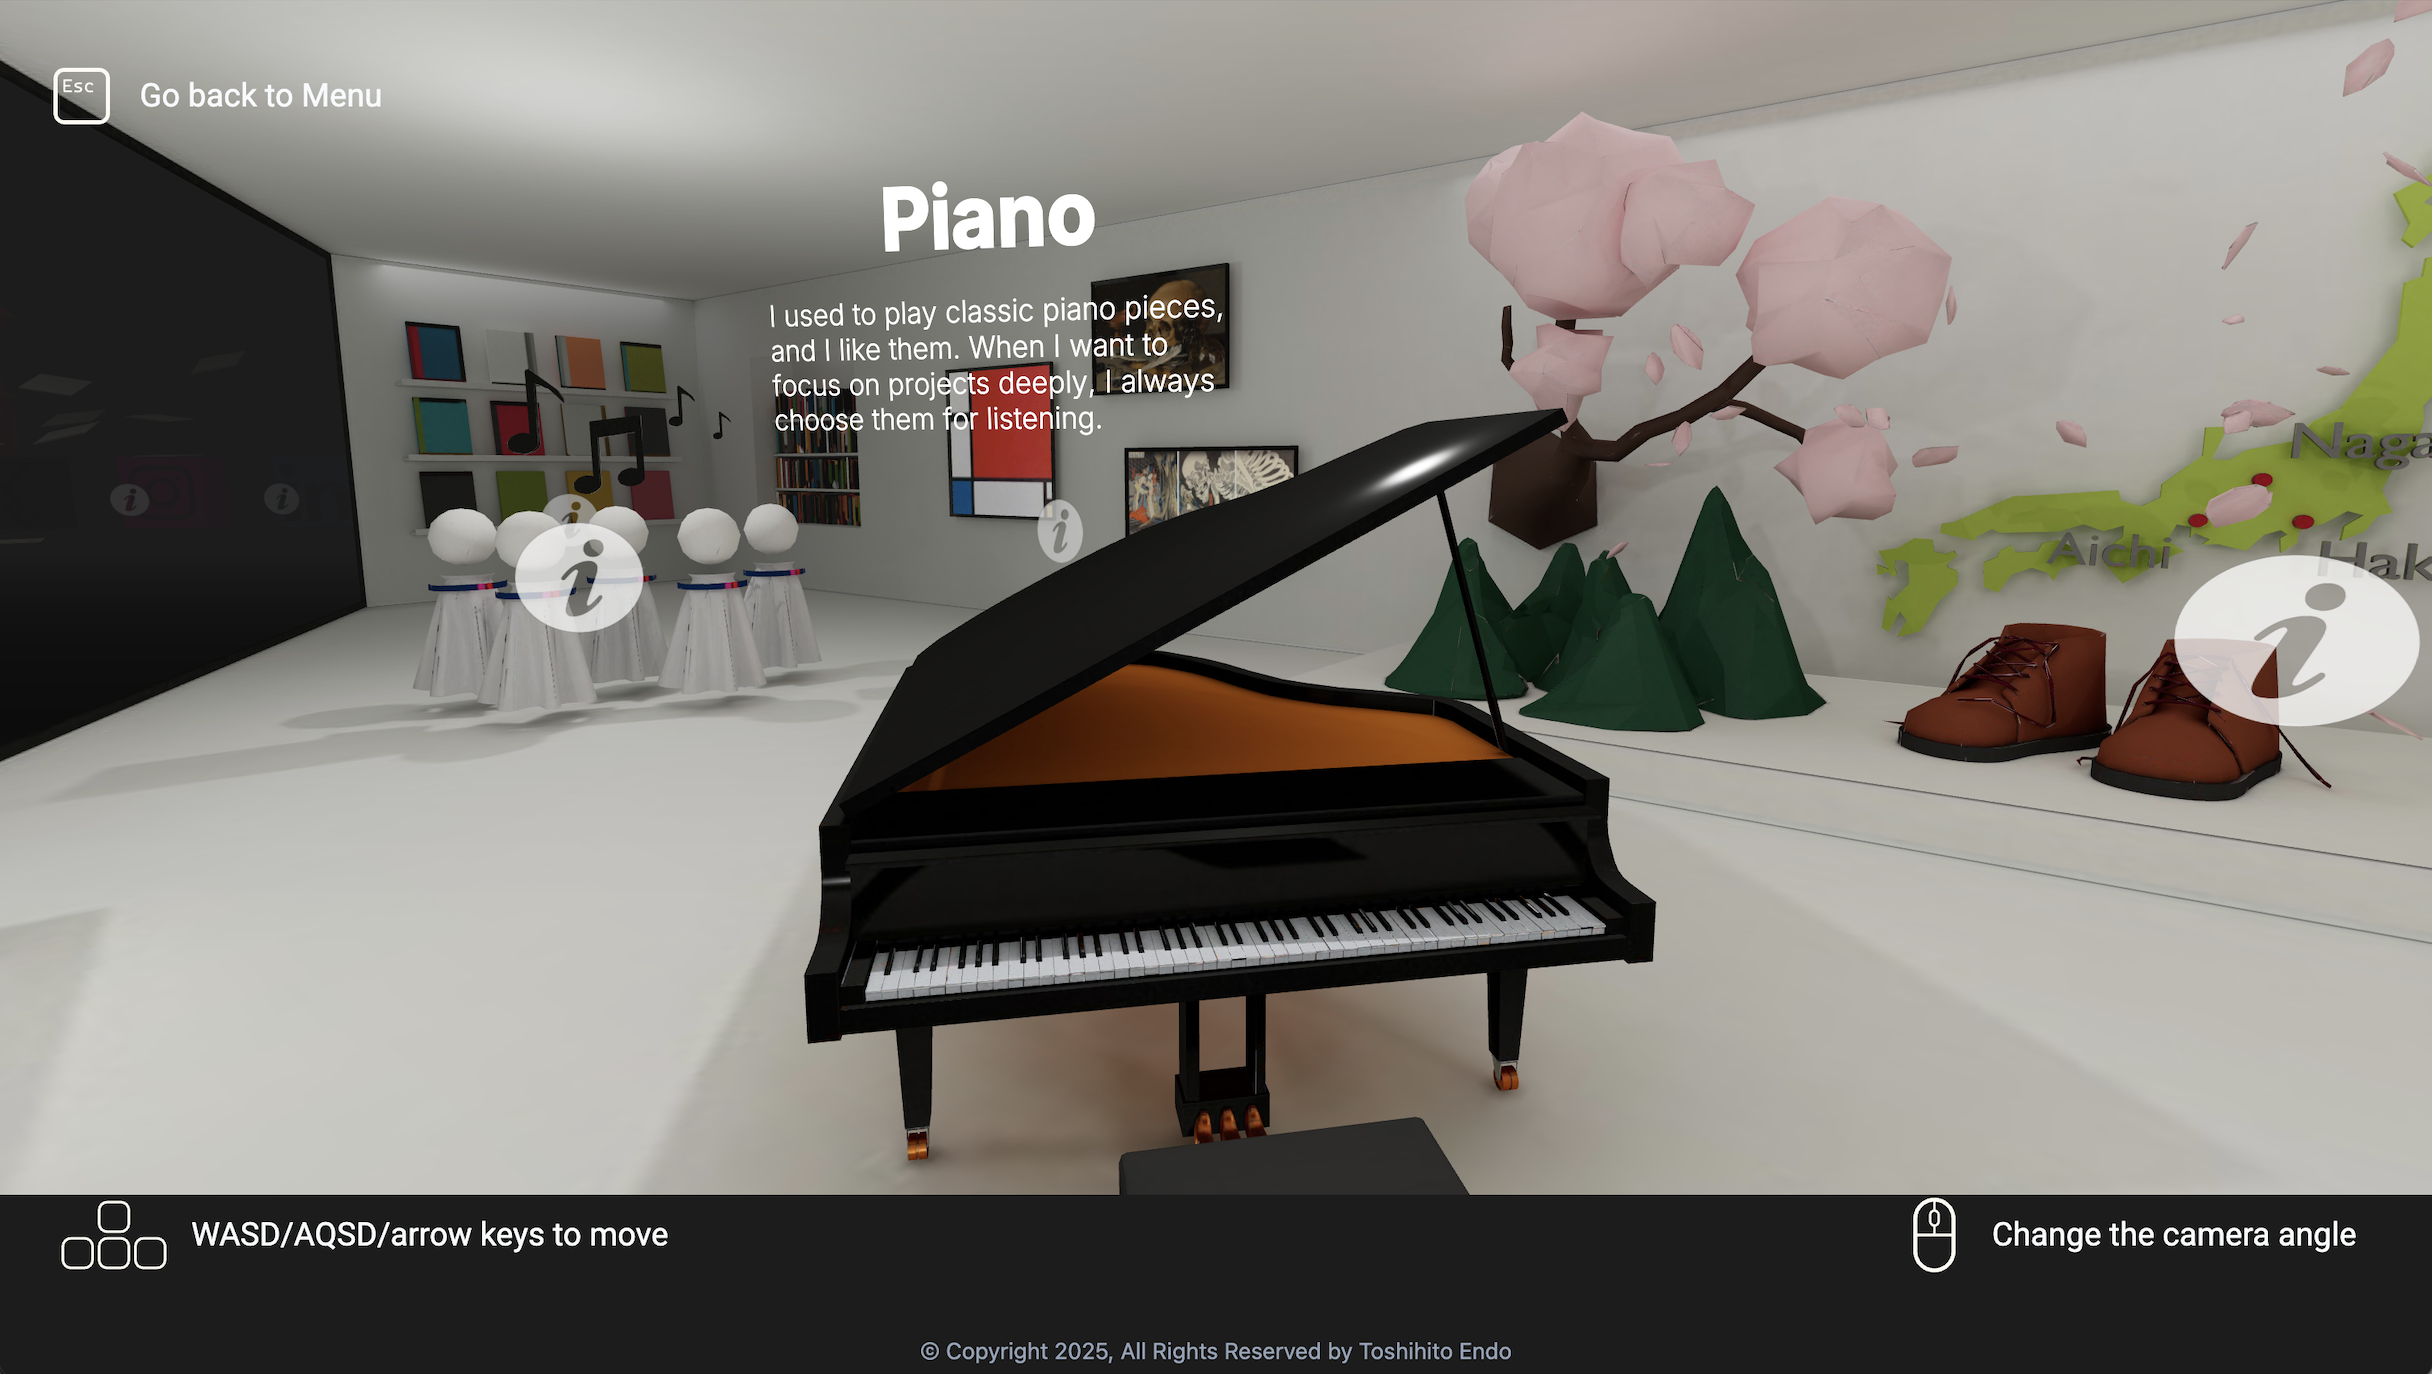 Esc
Go back to Menu
Piano
I used to play classic piano pieces,
and I like them. When I want to
focus on projects deeply, I always
choose them for listening.
i
i
i
i
i
i
Naga
Aichi
Hak
WASD/AQSD/arrow keys to move
Change the camera angle
© Copyright 2025, All Rights Reserved by Toshihito Endo